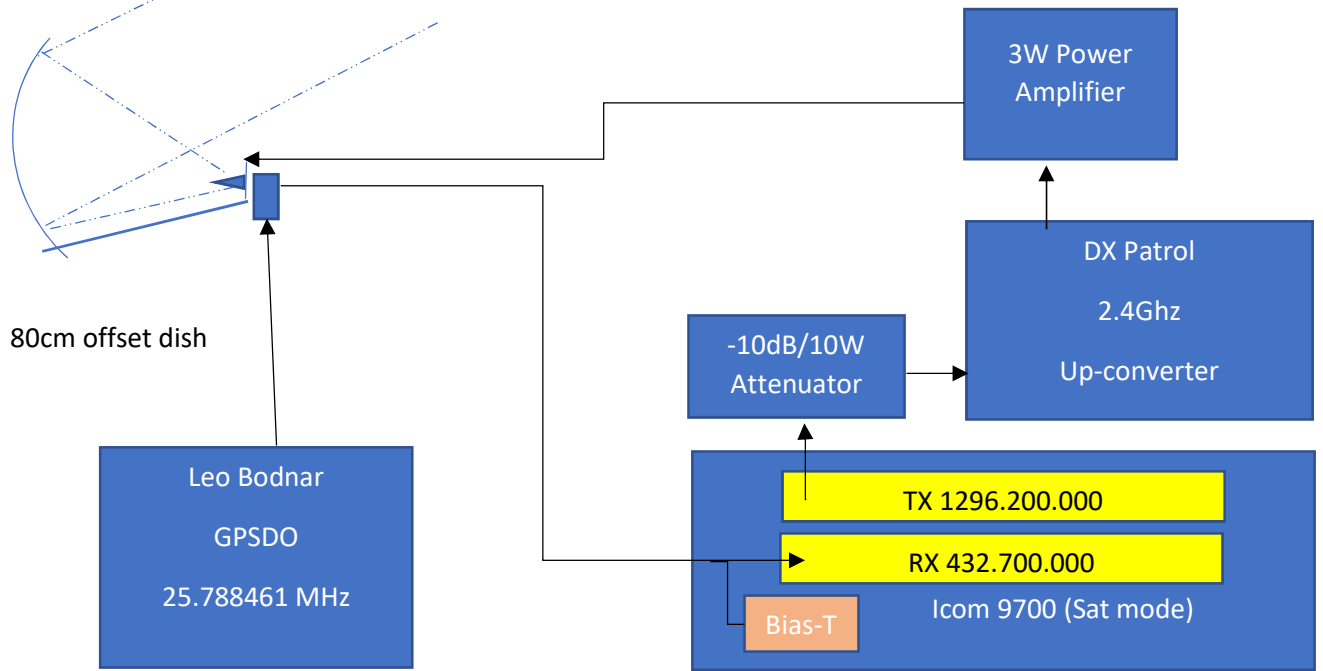 3W Power
Amplifier
DX Patrol
2.4Ghz
Up-converter
80cm offset dish
-10dB/10W
Attenuator
Leo Bodnar
GPSDO
25.788461 MHz
TX 1296.200.000
RX 432.700.000
Icom 9700 (Sat mode)
Bias-T